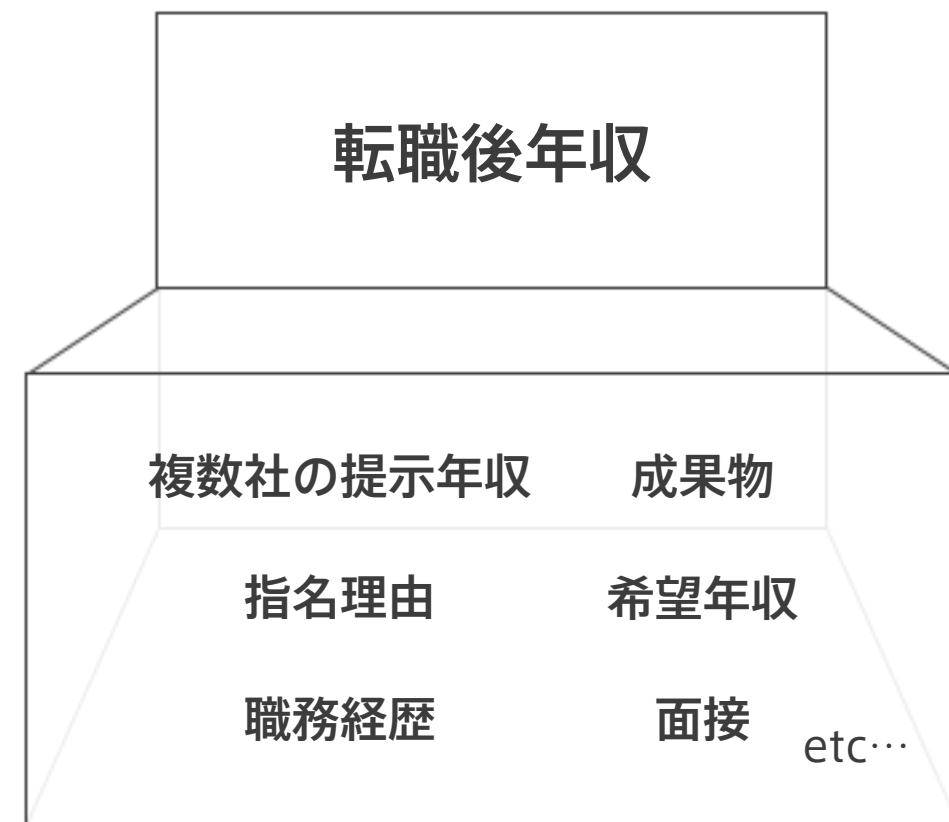 転職後年収
複数社の提示年収 成果物
指名理由 希望年収
職務経歴 面接
etc…